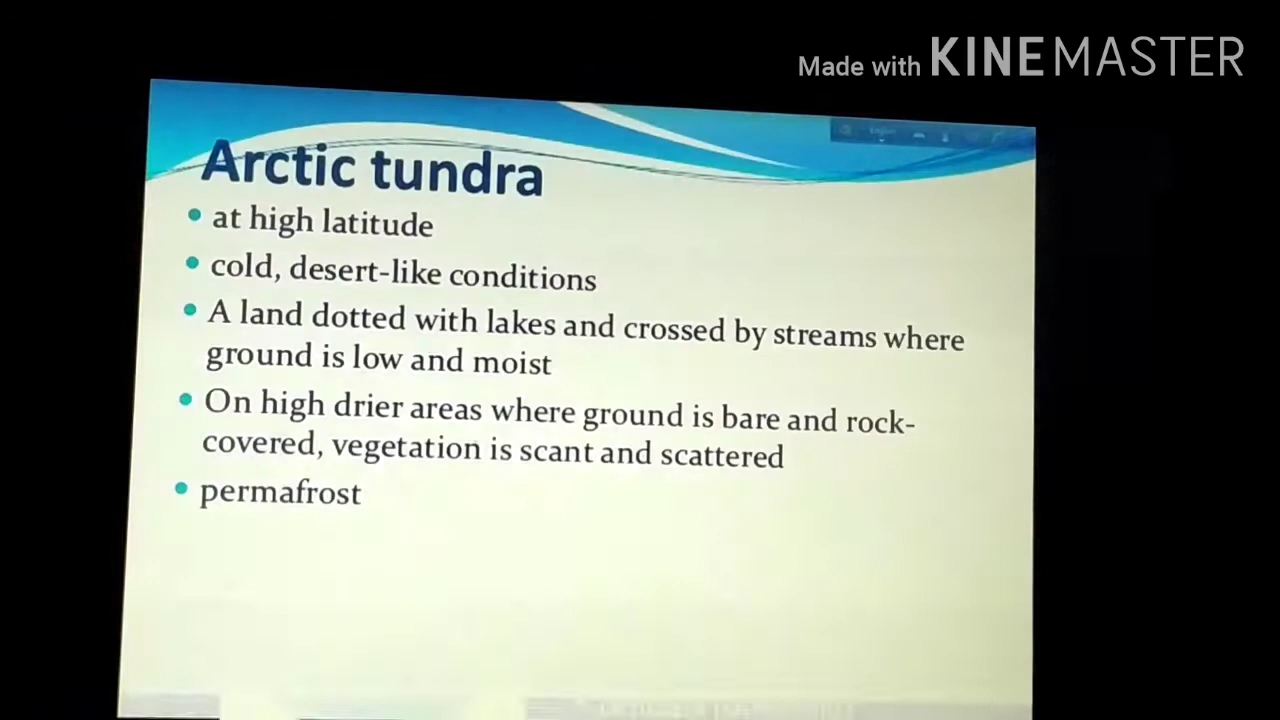 Made with KINEMASTER
Arctic tundra
• at high latitude
• cold, desert-like conditions
• A land dotted with lakes and crossed by streams where
ground is low and moist
• On high drier areas where ground is bare and rock-
covered, vegetation is scant and scattered
• permafrost